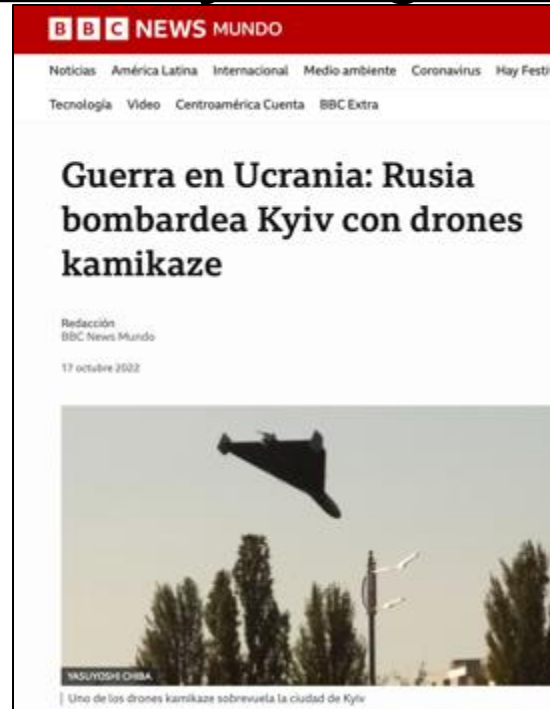 BBC NEWS MUNDO
Noticias América Latina Internacional Medio ambiente Coronavirus Hay Festi
Tecnología Video Centroamérica Cuenta BBC Extra
Guerra en Ucrania: Rusia
bombardea Kyiv con drones
kamikaze
Redacción
BBC News Mundo
17 octubre 2022
YASUYOSHI CHIBA
Uno de los drones kamikaze sobrevuela la ciudad de Kyiv